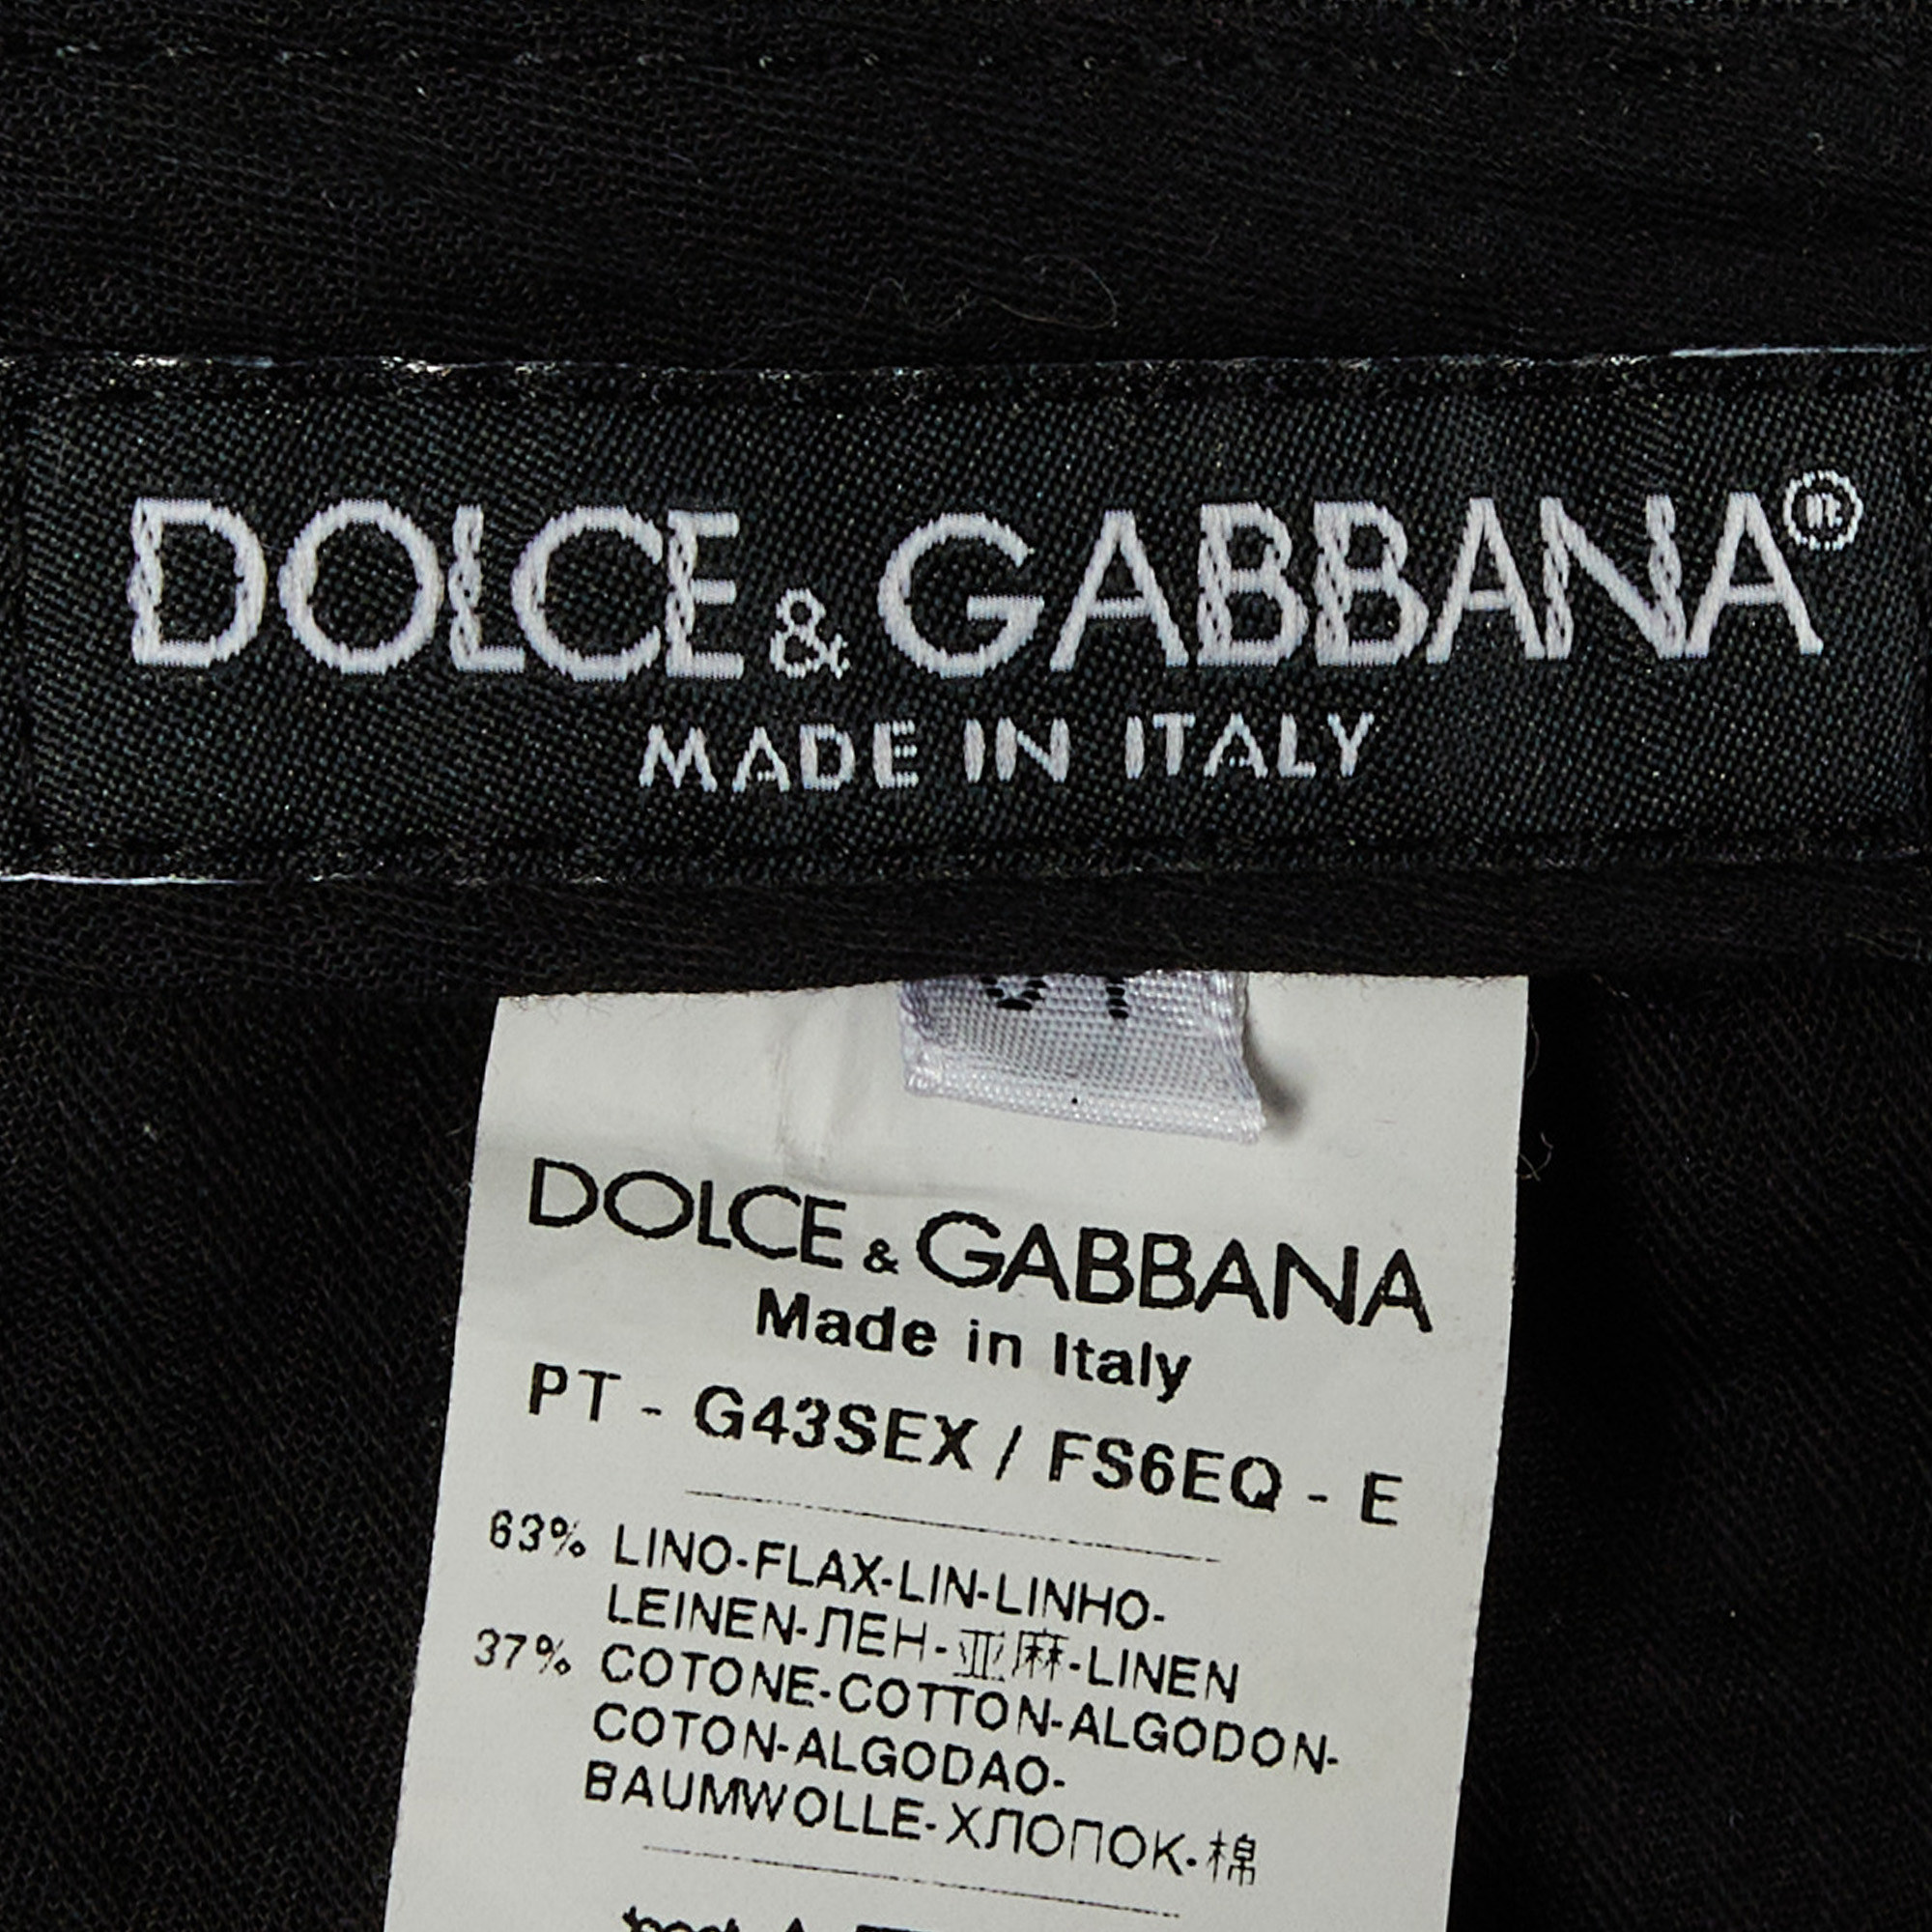 DOLCE & GABBANA®
MADE IN ITALY
DOLCE & GABBANA
Made in Italy
PT - G43SEX / FS6EQ - E
63% LINO-FLAX-LIN-LINHO-
LEINEN-ЛЕН-亚麻-LINEN
37% COTONE-COTTON-ALGODON-
COTON-ALGODAO-
BAUMWOLLE-ХЛОПОК-棉